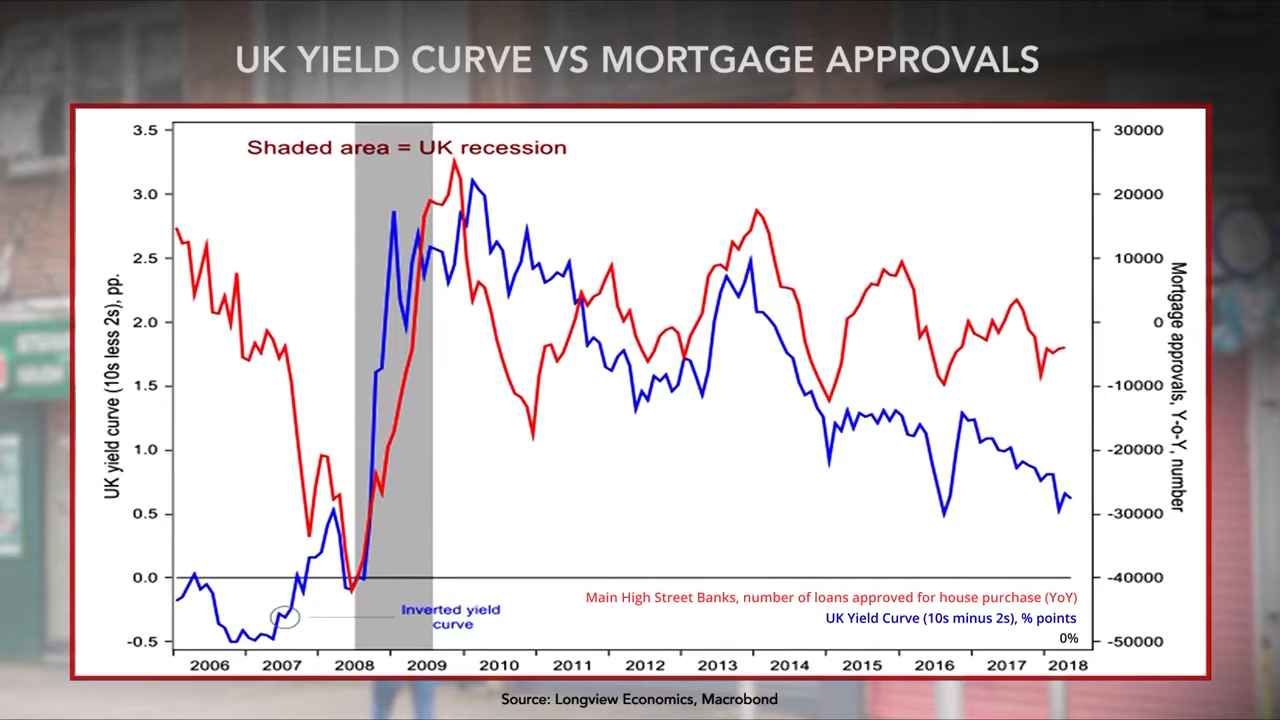 UK YIELD CURVE VS MORTGAGE APPROVALS
Shaded area = UK recession
UK yield curve (10s less 2s), pp.
3.5
3.0
2.5
2.0
1.5
1.0
0.5
0.0
-0.5
30000
20000
10000
0
-10000
-20000
-30000
-40000
-50000
Mortgage approvals, Y-o-Y, number
Inverted yield
curve
Main High Street Banks, number of loans approved for house purchase (YoY)
UK Yield Curve (10s minus 2s), % points
0%
2006 2007 2008 2009 2010 2011 2012 2013 2014 2015 2016 2017 2018
Source: Longview Economics, Macrobond